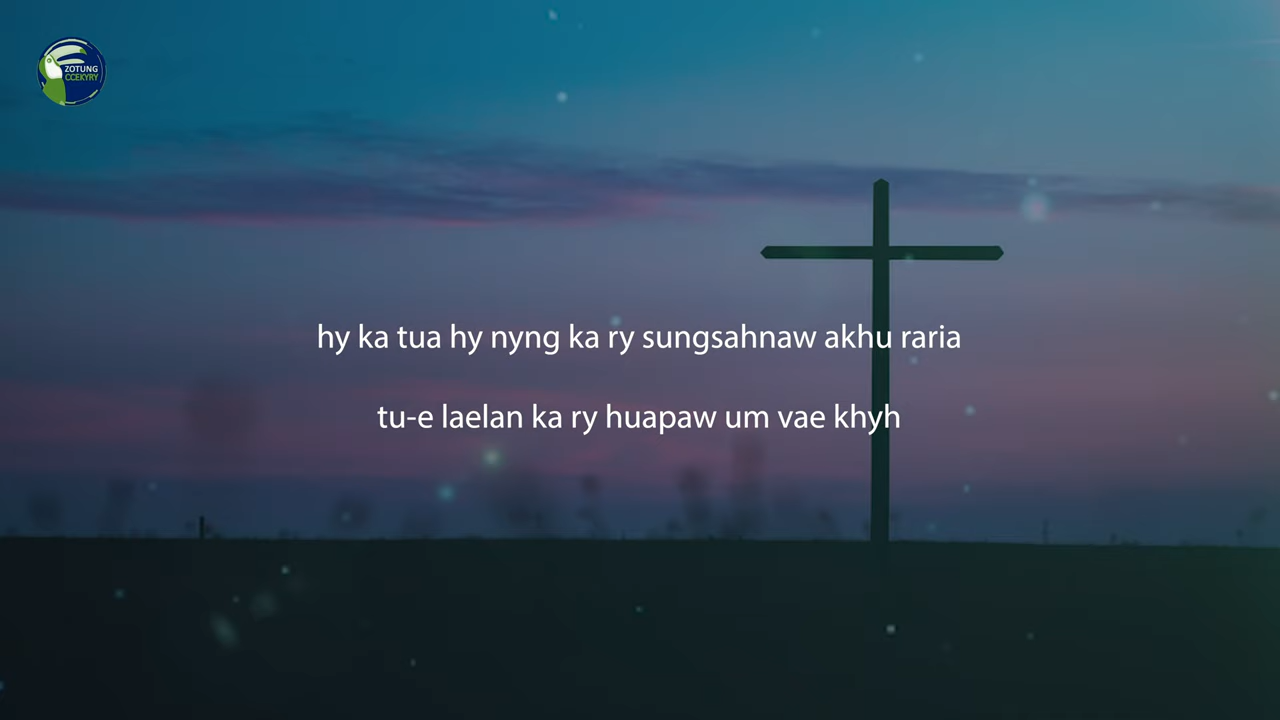 ZOTUNG
CCEKYRY
hy ka tua hy nyng ka ry sungsahnaw akhu raria
tu-e laelan ka ry huapaw um vae khyh